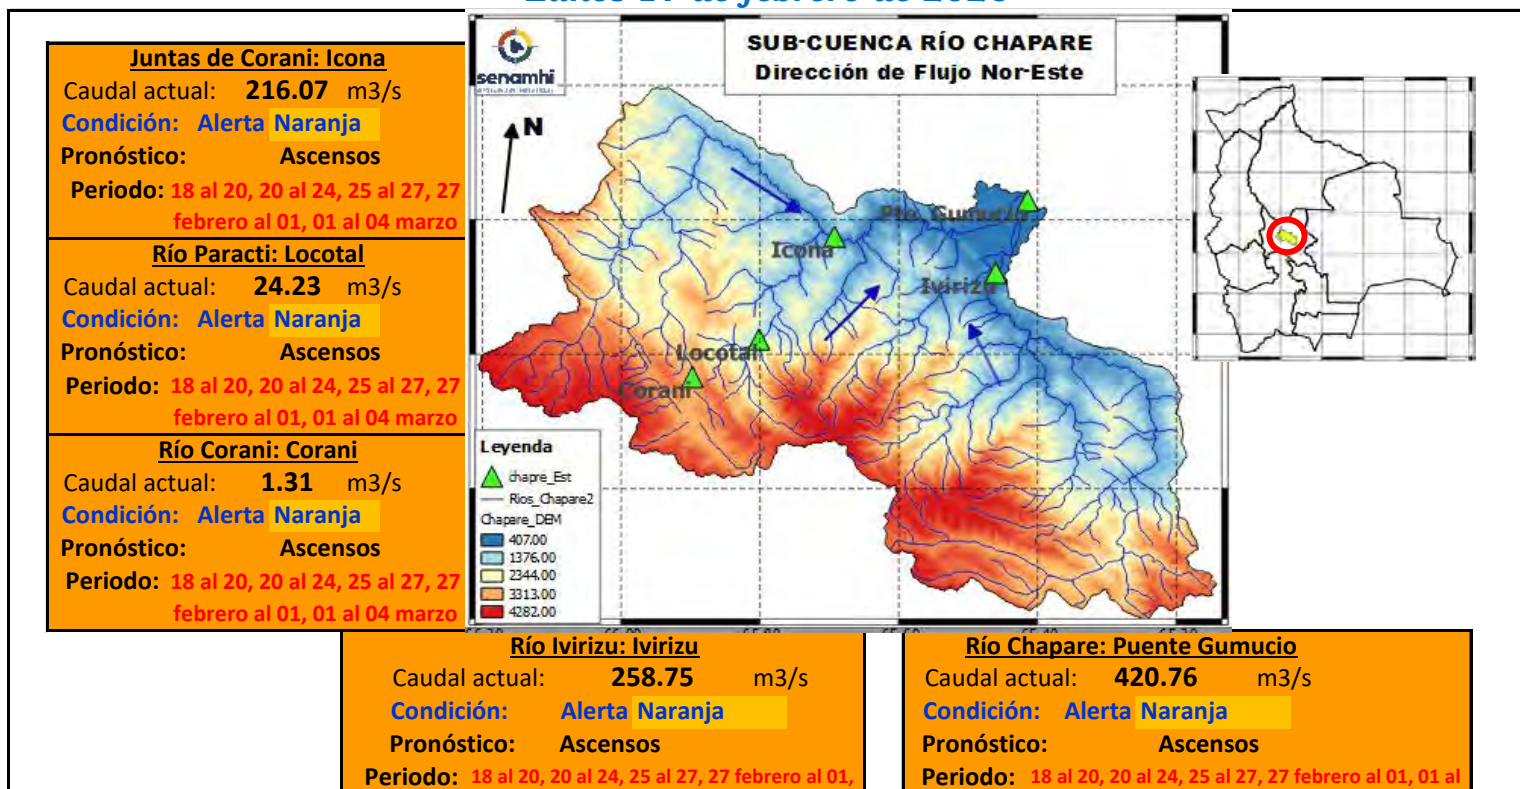 de febrero de
Juntas de Corani: Icona
Caudal actual: 216.07 m3/s
Condición: Alerta Naranja
Pronóstico: Ascensos
Periodo: 18 al 20, 20 al 24, 25 al 27, 27
febrero al 01, 01 al 04 marzo
Río Paracti: Locotal
Caudal actual: 24.23 m3/s
Condición: Alerta Naranja
Pronóstico: Ascensos
Periodo: 18 al 20, 20 al 24, 25 al 27, 27
febrero al 01, 01 al 04 marzo
Río Corani: Corani
Caudal actual: 1.31 m3/s
Condición: Alerta Naranja
Pronóstico: Ascensos
Periodo: 18 al 20, 20 al 24, 25 al 27, 27
febrero al 01, 01 al 04 marzo
senamhi
SUB-CUENCA RÍO CHAPARE
Dirección de Flujo Nor-Este
N
Pte. Gumucio
Icona
Ivirizu
Locotal
Corani
Leyenda
chapre_Est
Rios_Chapare2
Chapare_DEM
407.00
1376.00
2344.00
3313.00
4282.00
Río Ivirizu: Ivirizu
Caudal actual: 258.75 m3/s
Condición: Alerta Naranja
Pronóstico: Ascensos
Periodo: 18 al 20, 20 al 24, 25 al 27, 27 febrero al 01,
Río Chapare: Puente Gumucio
Caudal actual: 420.76 m3/s
Condición: Alerta Naranja
Pronóstico: Ascensos
Periodo: 18 al 20, 20 al 24, 25 al 27, 27 febrero al 01, 01 al